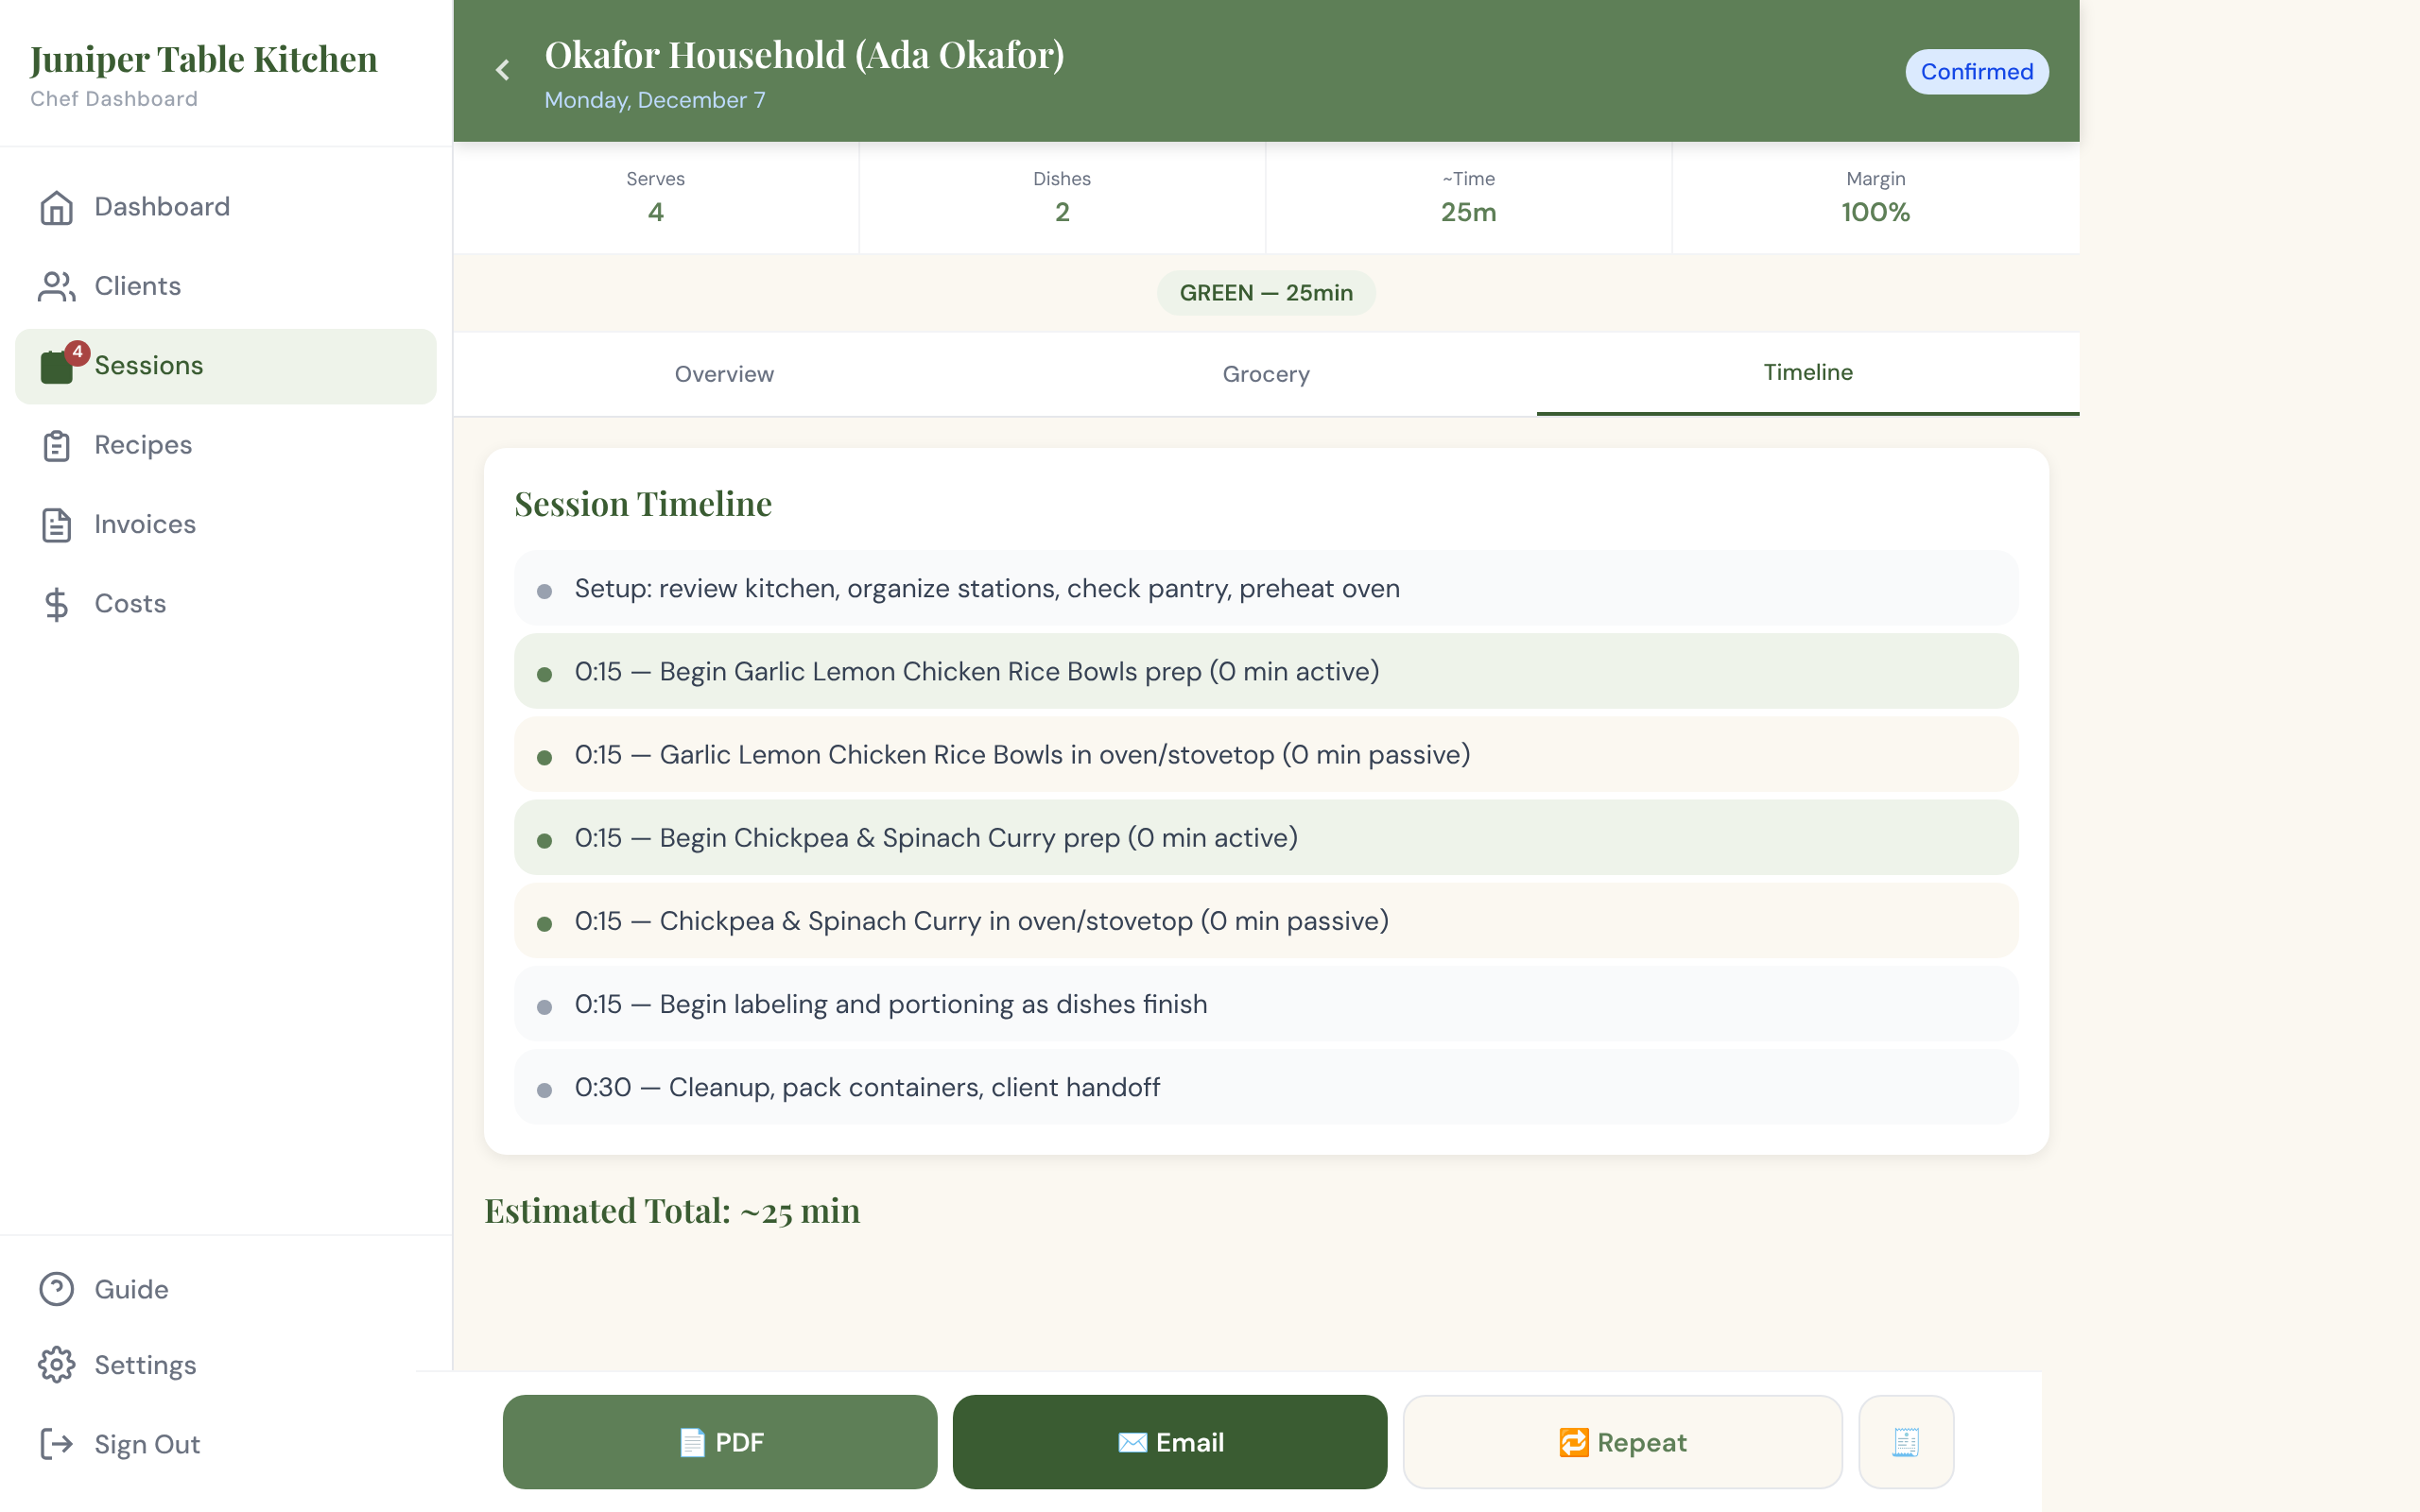 Juniper Table Kitchen
Chef Dashboard
Dashboard
Clients
4
Sessions
Recipes
Invoices
Costs
Guide
Settings
Sign Out
Okafor Household (Ada Okafor)
Monday, December 7
Confirmed
Serves
4
Dishes
2
~Time
25m
Margin
100%
GREEN — 25min
Overview
Grocery
Timeline
Session Timeline
Setup: review kitchen, organize stations, check pantry, preheat oven
0:15 — Begin Garlic Lemon Chicken Rice Bowls prep (0 min active)
0:15 — Garlic Lemon Chicken Rice Bowls in oven/stovetop (0 min passive)
0:15 — Begin Chickpea & Spinach Curry prep (0 min active)
0:15 — Chickpea & Spinach Curry in oven/stovetop (0 min passive)
0:15 — Begin labeling and portioning as dishes finish
0:30 — Cleanup, pack containers, client handoff
Estimated Total: ~25 min
PDF
Email
Repeat